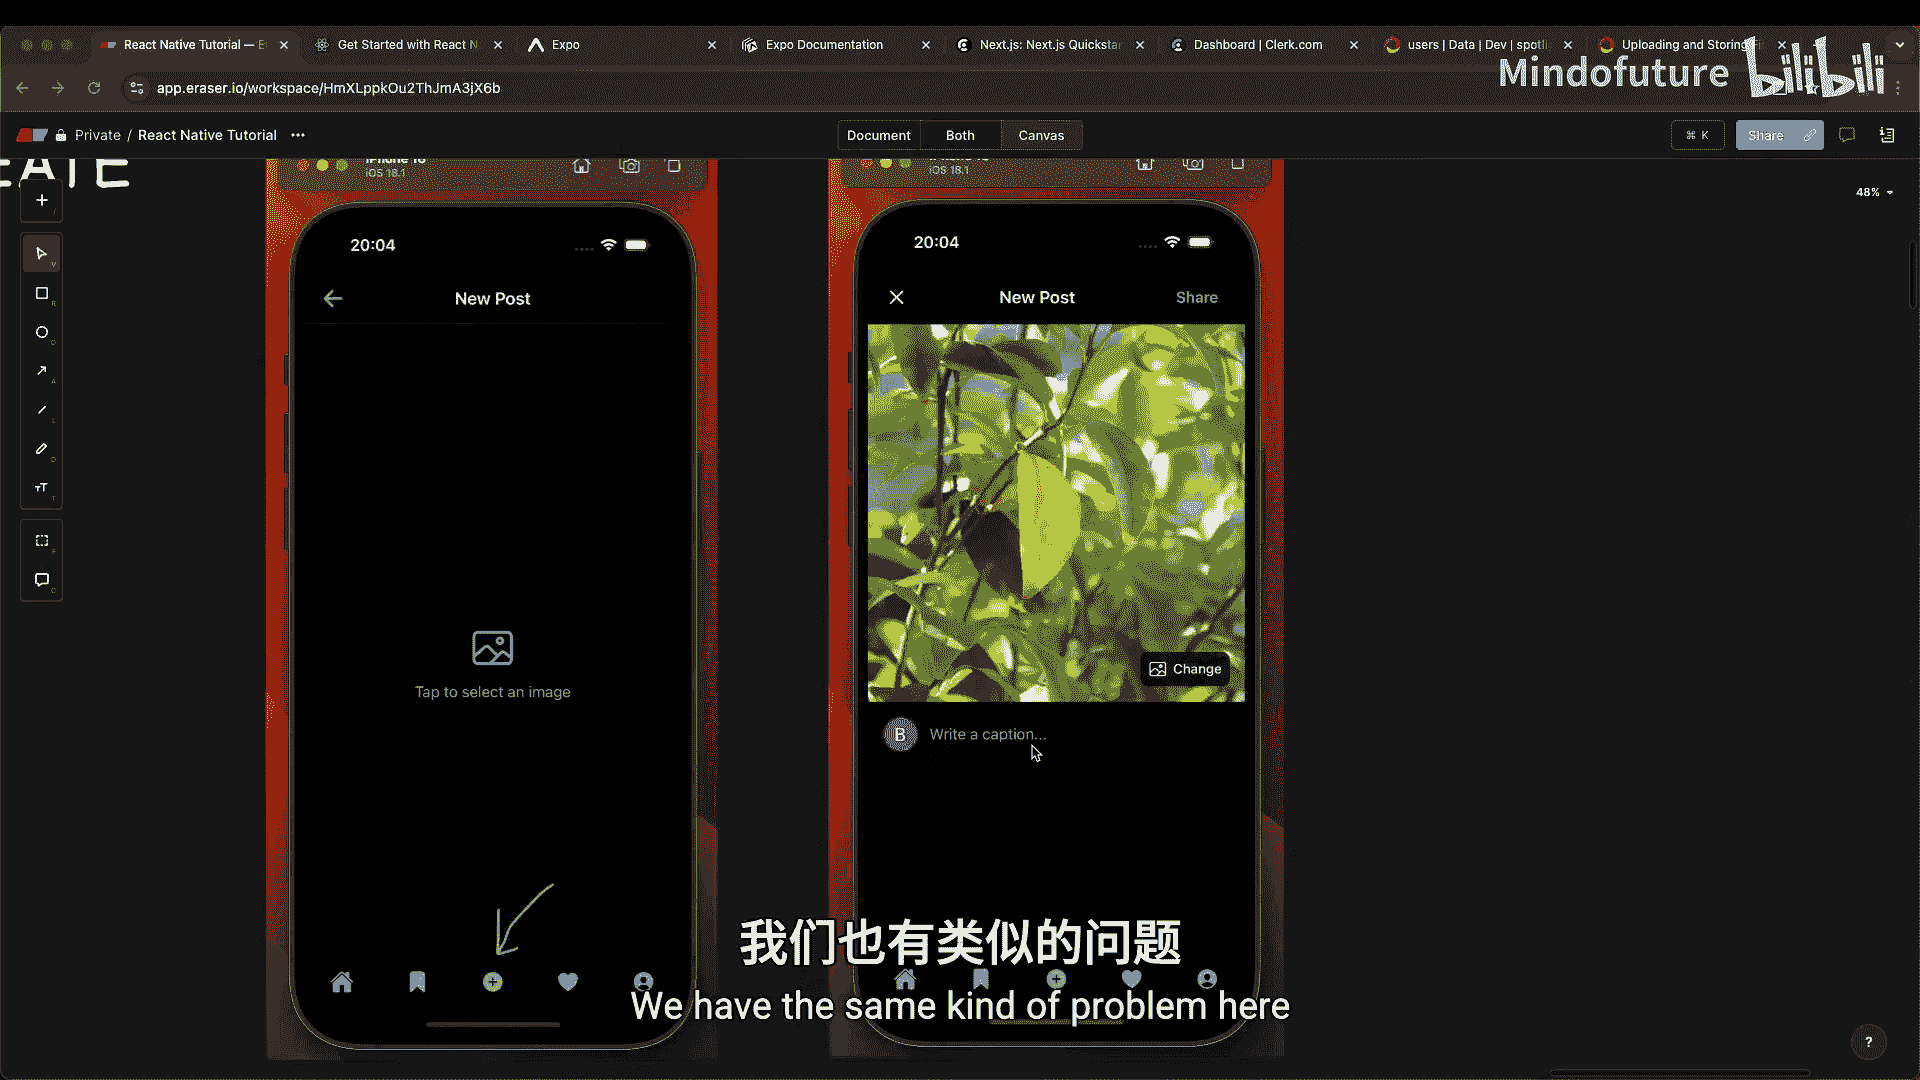 React Native Tutorial — E
Get Started with React N
Expo
Expo Documentation
Next.js: Next.js Quickstar
Dashboard | Clerk.com
users | Data | Dev | spotl
Uploading and Storing Fi
Mindofuture bilibili
app.eraser.io/workspace/HmXLppkOu2ThJmA3jX6b
Private / React Native Tutorial
Document
Both
Canvas
⌘ K
Share
48%
EATE
iOS 18.1
iOS 18.1
20:04
New Post
Tap to select an image
20:04
New Post
Share
Change
B
Write a caption...
我们也有类似的问题
We have the same kind of problem here
?